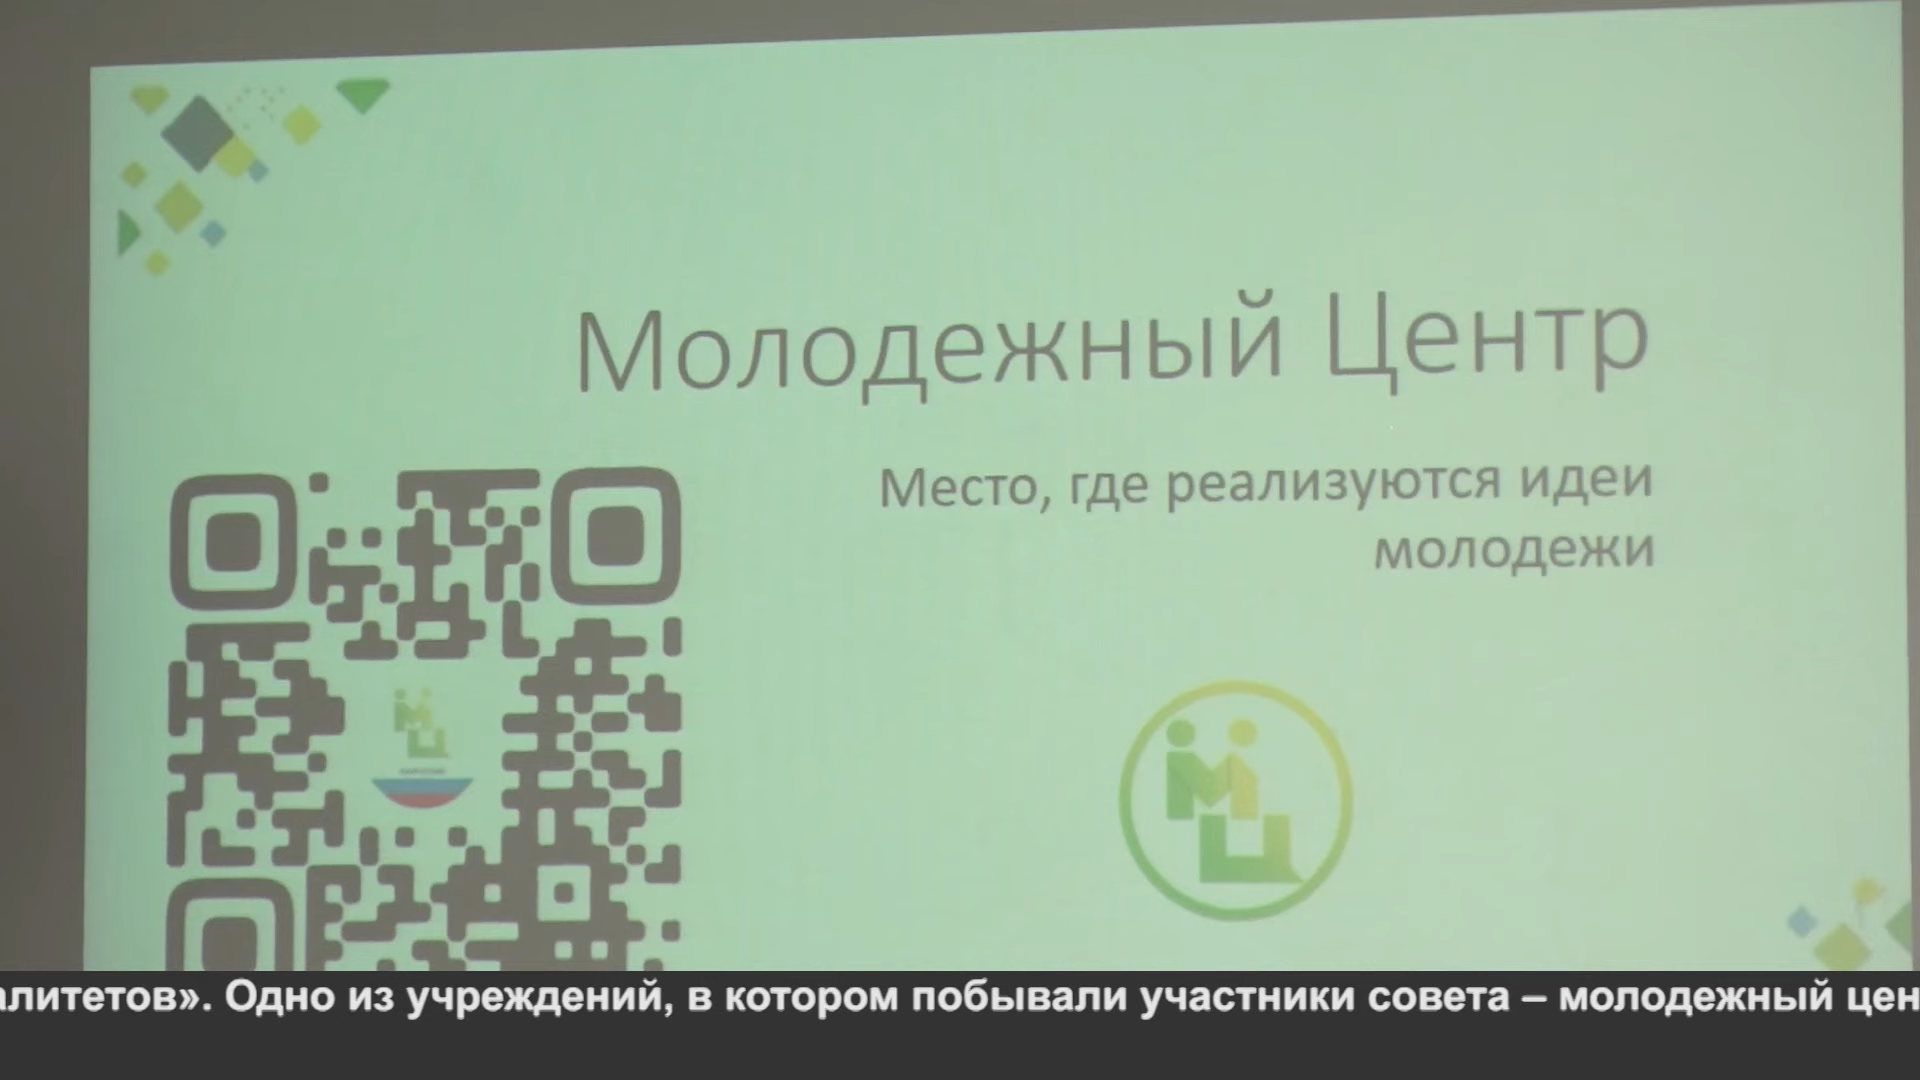 Молодежный Центр
Место, где реализуются идеи
молодежи
алитетов». Одно из учреждений, в котором побывали участники совета – молодежный цен